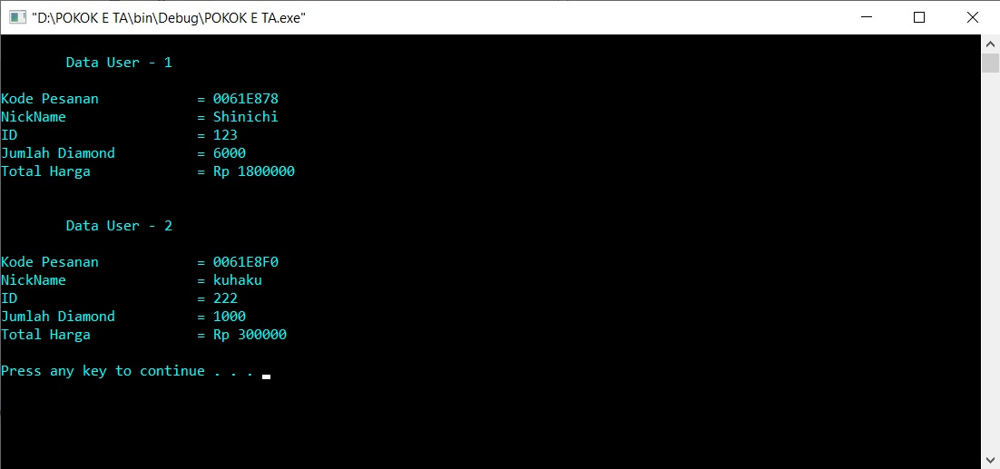 "D:\POKOK E TA\bin\Debug\POKOK E TA.exe"
Data User - 1
Kode Pesanan = 0061E878
NickName = Shinichi
ID = 123
Jumlah Diamond = 6000
Total Harga = Rp 1800000
Data User - 2
Kode Pesanan = 0061E8F0
NickName = kuhaku
ID = 222
Jumlah Diamond = 1000
Total Harga = Rp 300000
Press any key to continue . . .